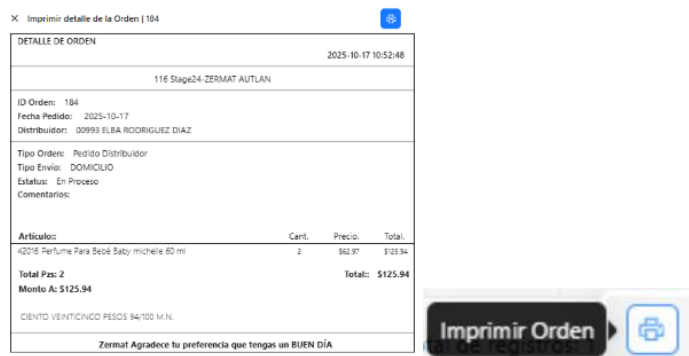 × Imprimir detalle de la Orden | 184
DETALLE DE ORDEN
2025-10-17 10:52:48
116 Stage24-ZERMAT AUTLAN
ID Orden: 184
Fecha Pedido: 2025-10-17
Distribuidor: 00993 ELBA RODRIGUEZ DIAZ
Tipo Orden: Pedido Distribuidor
Tipo Envío: DOMICILIO
Estatus: En Proceso
Comentarios:
Artículo:: Cant. Precio. Total.
42016 Perfume Para Bebé Baby michelle 60 ml 2 $62.97 $125.94
Total Pzs: 2 Total:: $125.94
Monto A: $125.94
CIENTO VEINTICINCO PESOS 94/100 M.N.
Zermat Agradece tu preferencia que tengas un BUEN DÍA
Imprimir Orden
tal de registros: 1